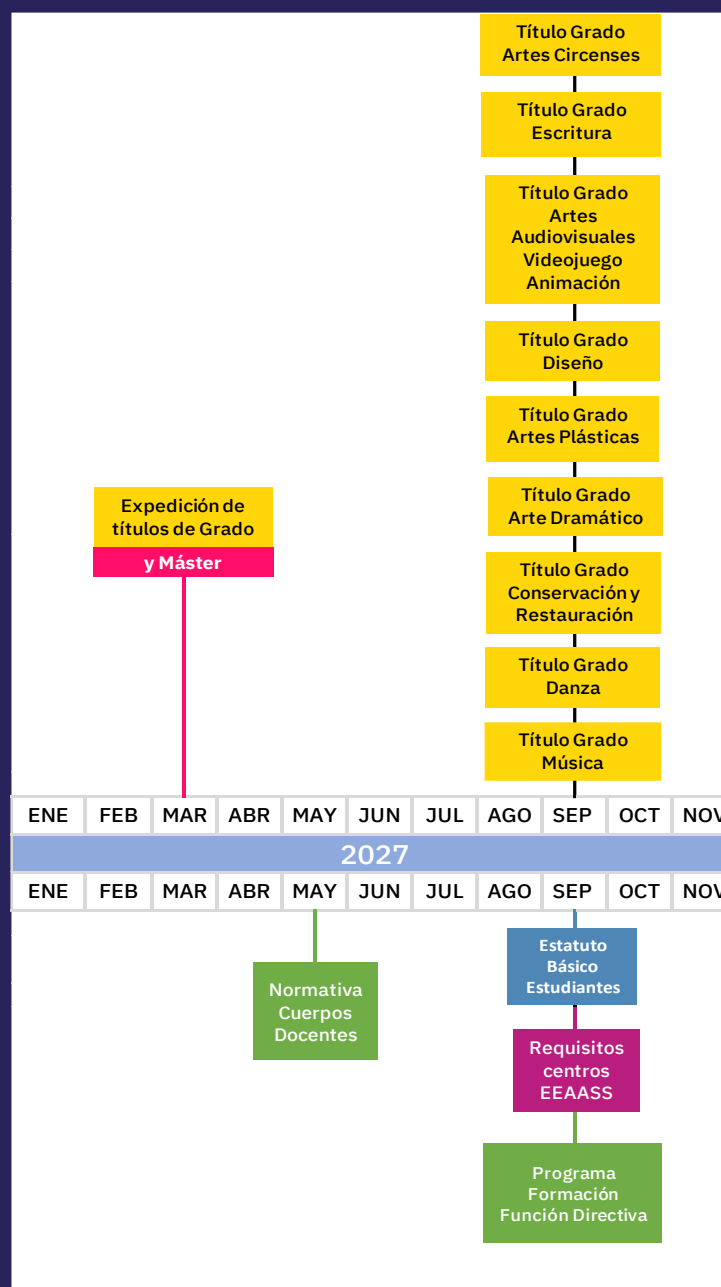 Título Grado
Artes Circenses
Título Grado
Escritura
Título Grado
Artes
Audiovisuales
Videojuego
Animación
Título Grado
Diseño
Título Grado
Artes Plásticas
Expedición de
títulos de Grado
y Máster
Título Grado
Arte Dramático
Título Grado
Conservación y
Restauración
Título Grado
Danza
Título Grado
Música
ENE FEB MAR ABR MAY JUN JUL AGO SEP OCT NOV
2027
ENE FEB MAR ABR MAY JUN JUL AGO SEP OCT NOV
Normativa
Cuerpos
Docentes
Estatuto
Básico
Estudiantes
Requisitos
centros
EEAASS
Programa
Formación
Función Directiva